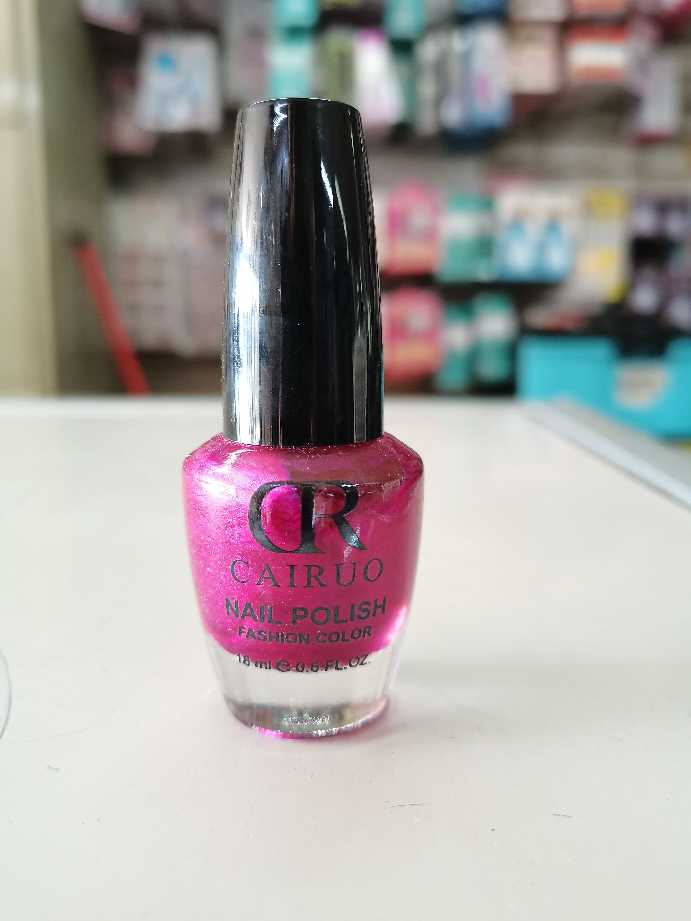 CR
CAIRUO
NAIL POLISH
FASHION COLOR
18 ml ℮ 0.6 FL.OZ.